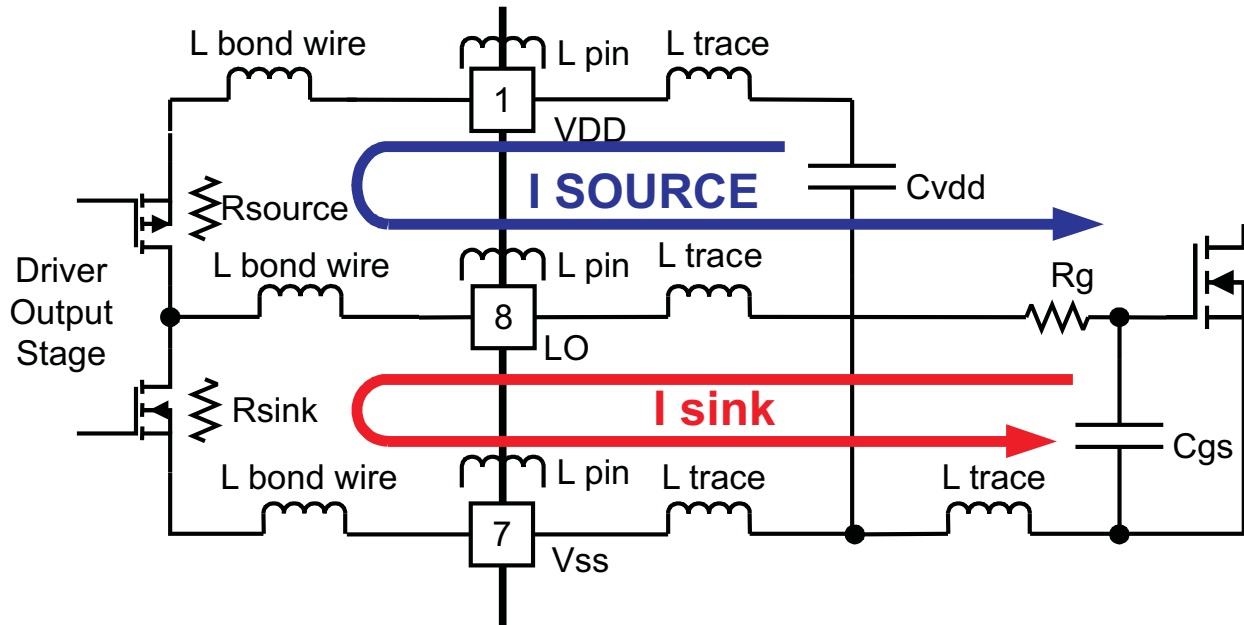 L bond wire
L pin
L trace
1
VDD
I SOURCE
Cvdd
Rsource
Driver
Output
Stage
L bond wire
L pin
L trace
Rg
8
LO
Rsink
I sink
Cgs
L bond wire
L pin
L trace
L trace
7
Vss